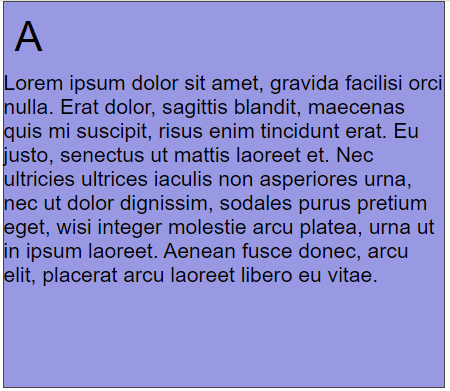 A
Lorem ipsum dolor sit amet, gravida facilisi orci
nulla. Erat dolor, sagittis blandit, maecenas
quis mi suscipit, risus enim tincidunt erat. Eu
justo, senectus ut mattis laoreet et. Nec
ultricies ultrices iaculis non asperiores urna,
nec ut dolor dignissim, sodales purus pretium
eget, wisi integer molestie arcu platea, urna ut
in ipsum laoreet. Aenean fusce donec, arcu
elit, placerat arcu laoreet libero eu vitae.